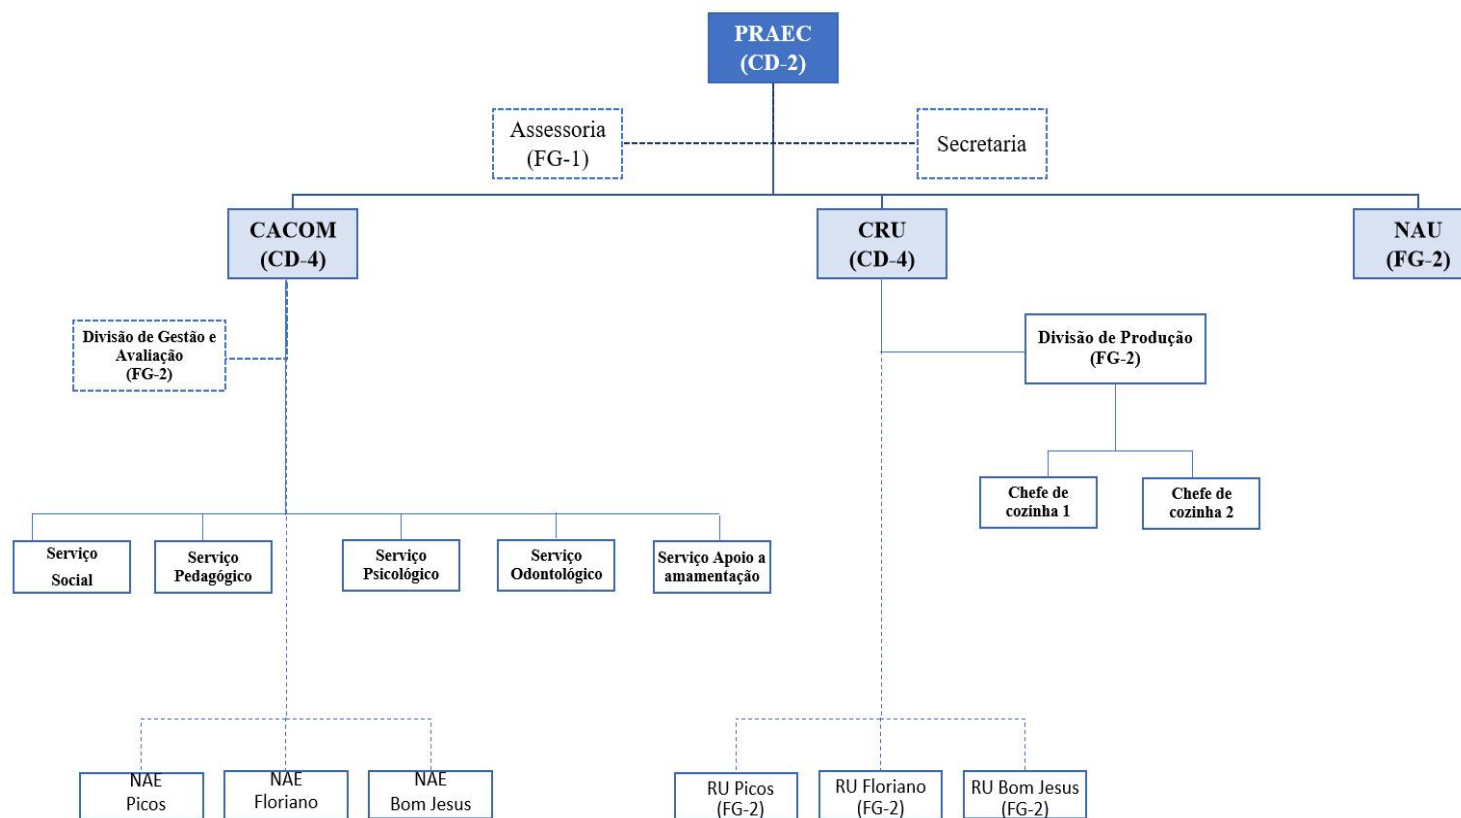 PRAEC
(CD-2)
Assessoria
(FG-1)
Secretaria
CACOM
(CD-4)
CRU
(CD-4)
NAU
(FG-2)
Divisão de Gestão e
Avaliação
(FG-2)
Divisão de Produção
(FG-2)
Chefe de
cozinha 1
Chefe de
cozinha 2
Serviço
Social
Serviço
Pedagógico
Serviço
Psicológico
Serviço
Odontológico
Serviço Apoio a
amamentação
NAE
Picos
NAE
Floriano
NAE
Bom Jesus
RU Picos
(FG-2)
RU Floriano
(FG-2)
RU Bom Jesus
(FG-2)